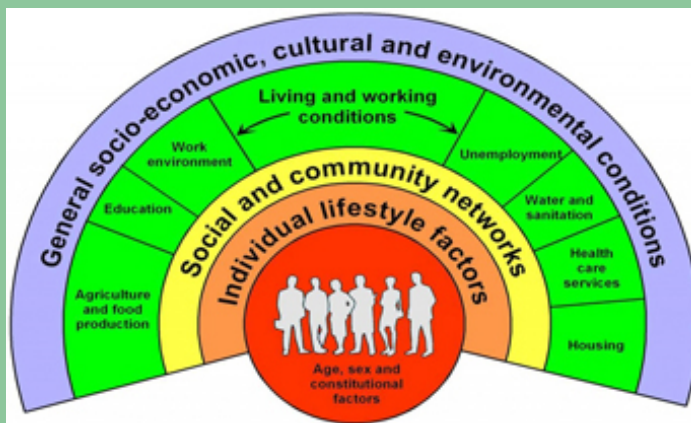 General socio-economic, cultural and environmental conditions
Living and working
conditions
Work
environment
Unemployment
Education
Water and
sanitation
Agriculture
and food
production
Health
care
services
Housing
Social and community networks
Individual lifestyle factors
Age, sex and
constitutional
factors